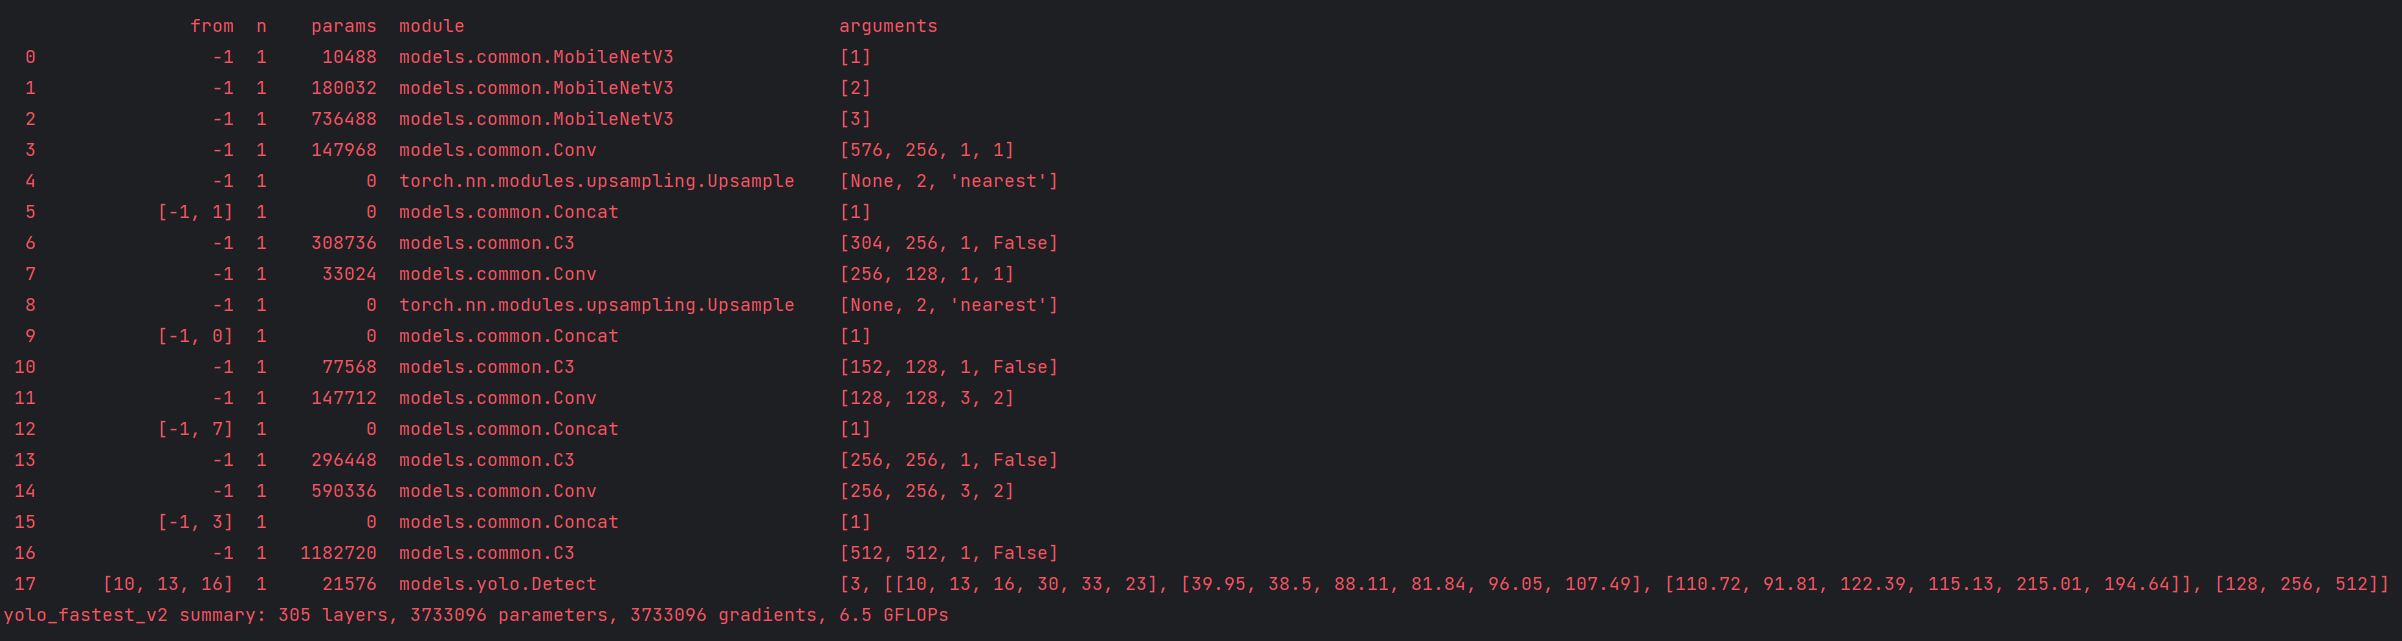 from n params module arguments
0 -1 1 10488 models.common.MobileNetV3 [1]
1 -1 1 180032 models.common.MobileNetV3 [2]
2 -1 1 736488 models.common.MobileNetV3 [3]
3 -1 1 147968 models.common.Conv [576, 256, 1, 1]
4 -1 1 0 torch.nn.modules.upsampling.Upsample [None, 2, 'nearest']
5 [-1, 1] 1 0 models.common.Concat [1]
6 -1 1 308736 models.common.C3 [304, 256, 1, False]
7 -1 1 33024 models.common.Conv [256, 128, 1, 1]
8 -1 1 0 torch.nn.modules.upsampling.Upsample [None, 2, 'nearest']
9 [-1, 0] 1 0 models.common.Concat [1]
10 -1 1 77568 models.common.C3 [152, 128, 1, False]
11 -1 1 147712 models.common.Conv [128, 128, 3, 2]
12 [-1, 7] 1 0 models.common.Concat [1]
13 -1 1 296448 models.common.C3 [256, 256, 1, False]
14 -1 1 590336 models.common.Conv [256, 256, 3, 2]
15 [-1, 3] 1 0 models.common.Concat [1]
16 -1 1 1182720 models.common.C3 [512, 512, 1, False]
17 [10, 13, 16] 1 21576 models.yolo.Detect [3, [[10, 13, 16, 30, 33, 23], [39.95, 38.5, 88.11, 81.84, 96.05, 107.49], [110.72, 91.81, 122.39, 115.13, 215.01, 194.64]], [128, 256, 512]]
yolo_fastest_v2 summary: 305 layers, 3733096 parameters, 3733096 gradients, 6.5 GFLOPs